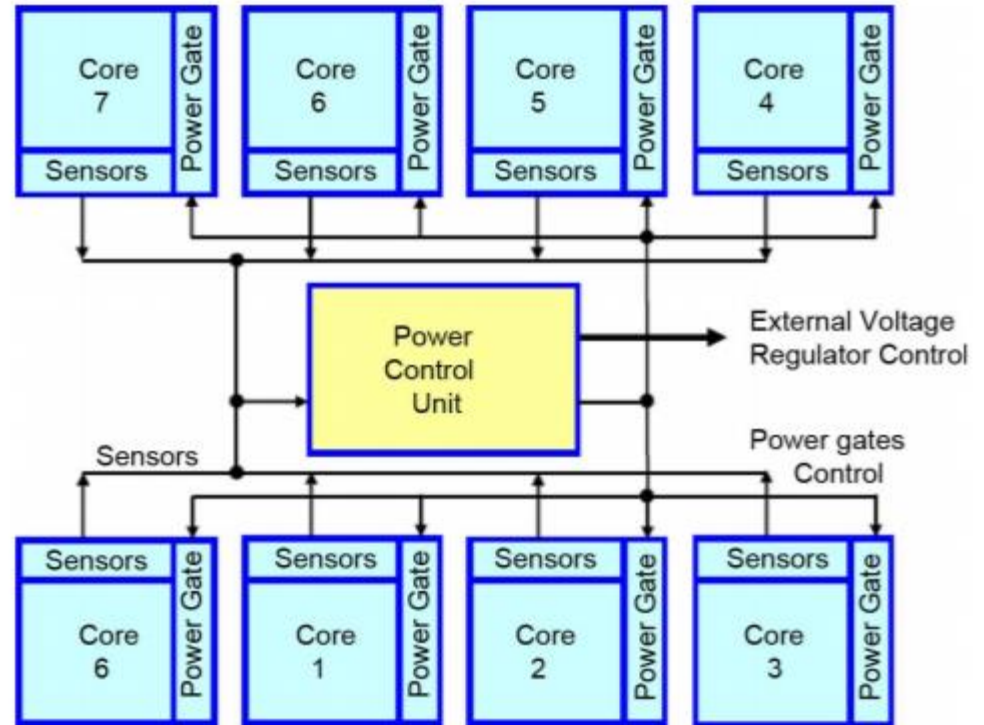 Core
7
Power Gate
Sensors
Core
6
Power Gate
Sensors
Core
5
Power Gate
Sensors
Core
4
Power Gate
Sensors
Power
Control
Unit
External Voltage
Regulator Control
Sensors
Power gates
Control
Sensors
Core
6
Power Gate
Sensors
Core
1
Power Gate
Sensors
Core
2
Power Gate
Sensors
Core
3
Power Gate